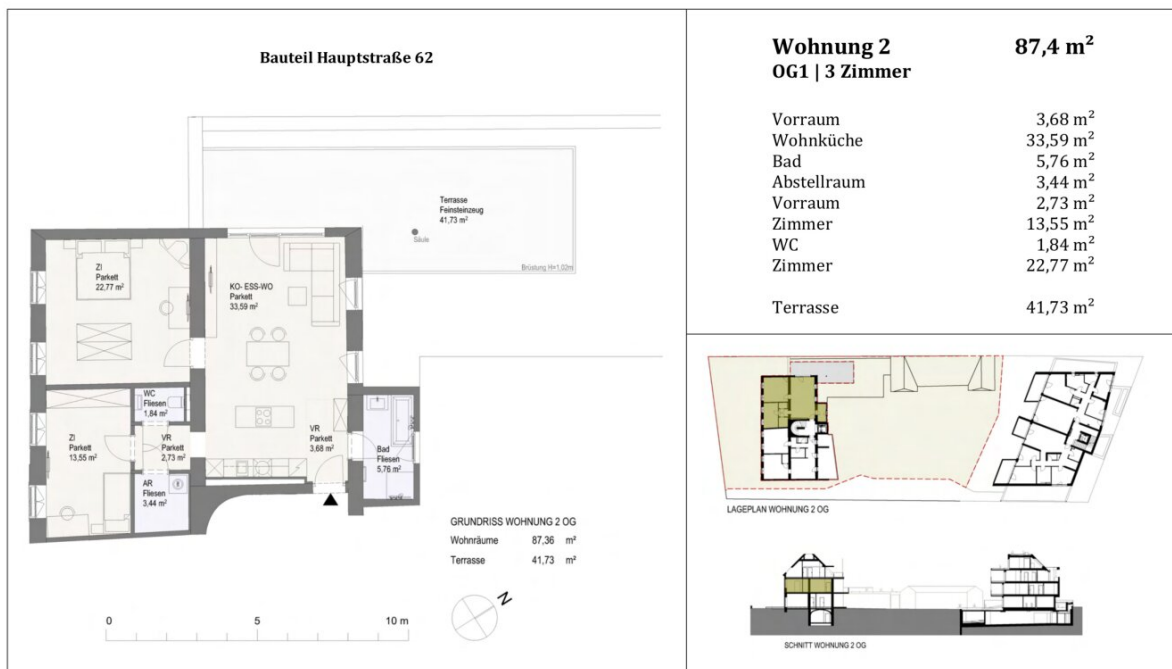 Bauteil Hauptstraße 62
Terrasse
Feinsteinzeug
41,73 m²
Säule
Brüstung H=1,02m
ZI
Parkett
22,77 m²
KO- ESS-WO
Parkett
33,59 m²
WC
Fliesen
1,84 m²
ZI
Parkett
13,55 m²
VR
Parkett
2,73 m²
VR
Parkett
3,68 m²
Bad
Fliesen
5,76 m²
AR
Fliesen
3,44 m²
GRUNDRISS WOHNUNG 2 OG
Wohnräume 87,36 m²
Terrasse 41,73 m²
N
0 5 10 m
Wohnung 2 87,4 m²
OG1 | 3 Zimmer
Vorraum 3,68 m²
Wohnküche 33,59 m²
Bad 5,76 m²
Abstellraum 3,44 m²
Vorraum 2,73 m²
Zimmer 13,55 m²
WC 1,84 m²
Zimmer 22,77 m²
Terrasse 41,73 m²
LAGEPLAN WOHNUNG 2 OG
SCHNITT WOHNUNG 2 OG